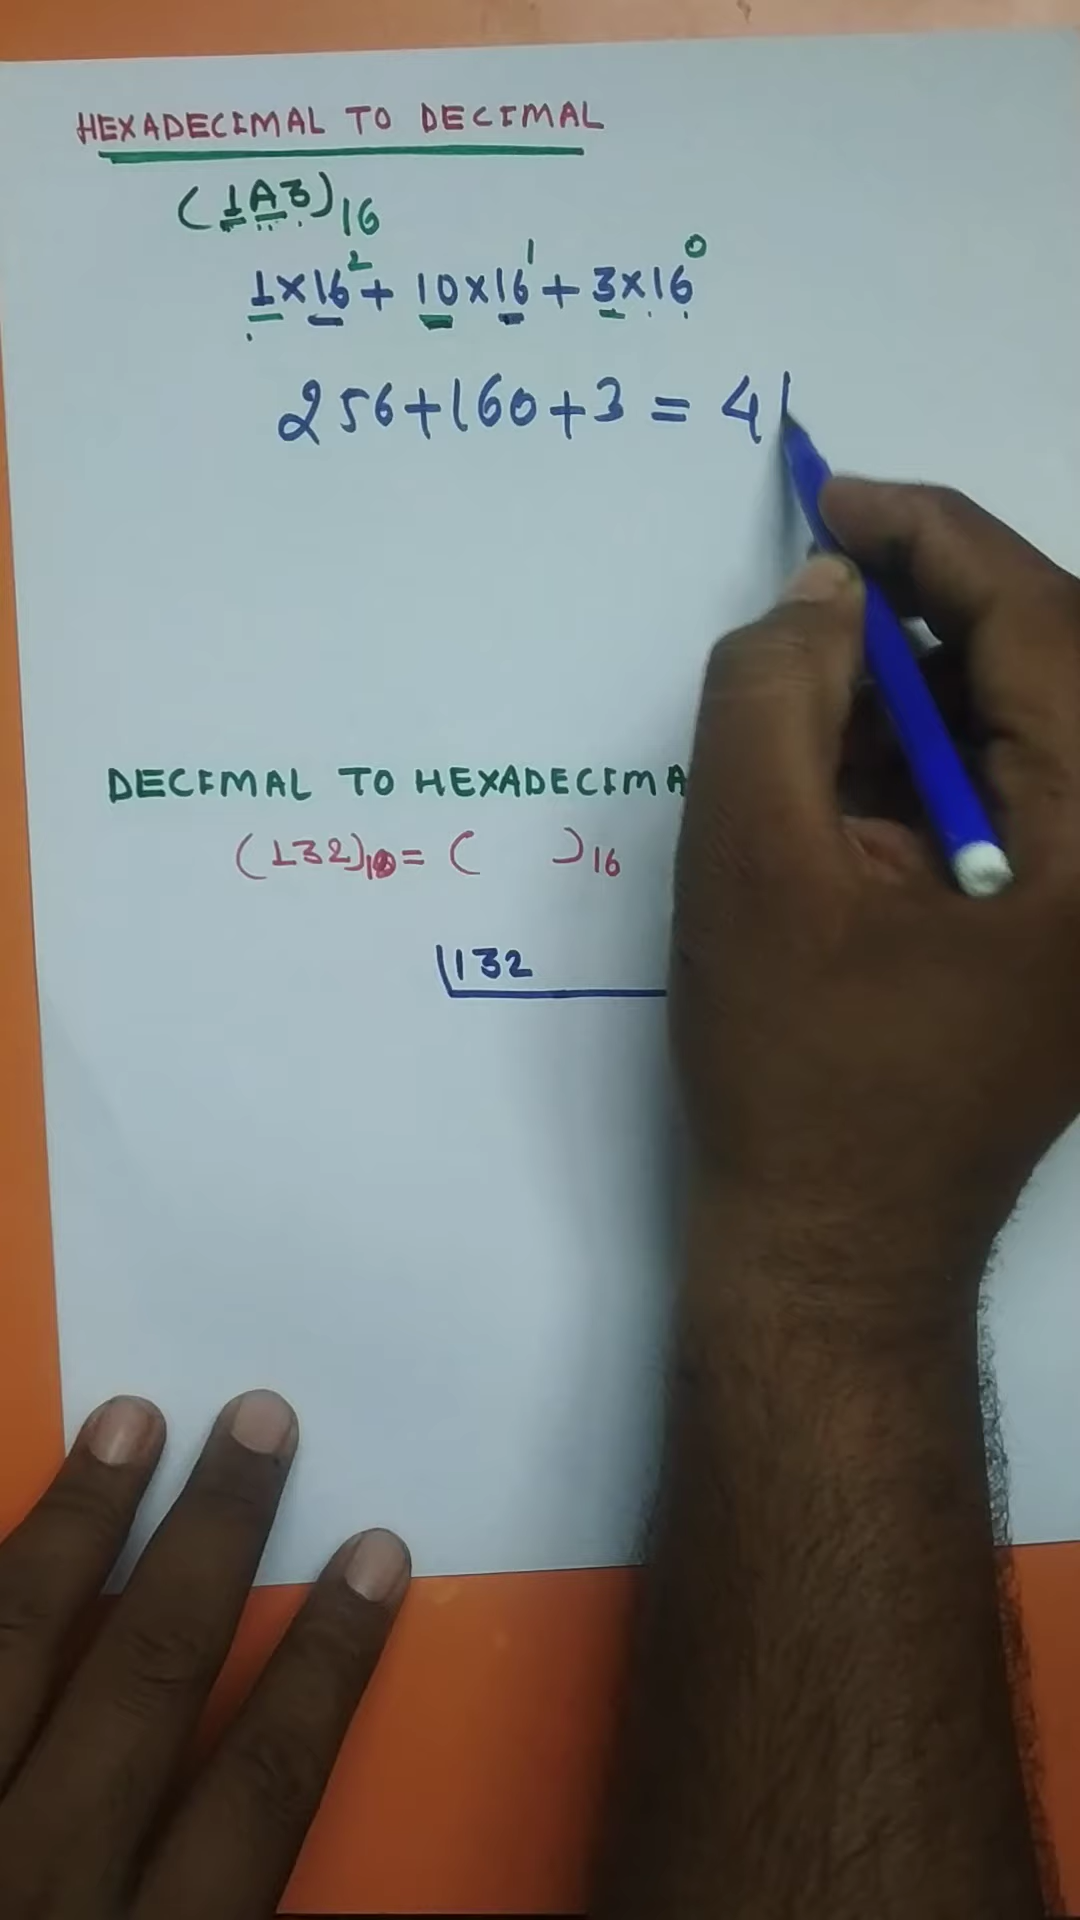 HEXADECIMAL TO DECIMAL
(1A3)₁₆
1×16²+ 10×16¹+ 3×16⁰
256+160+3 = 41
DECIMAL TO HEXADECIMA
(132)₁₀= ( )₁₆
132